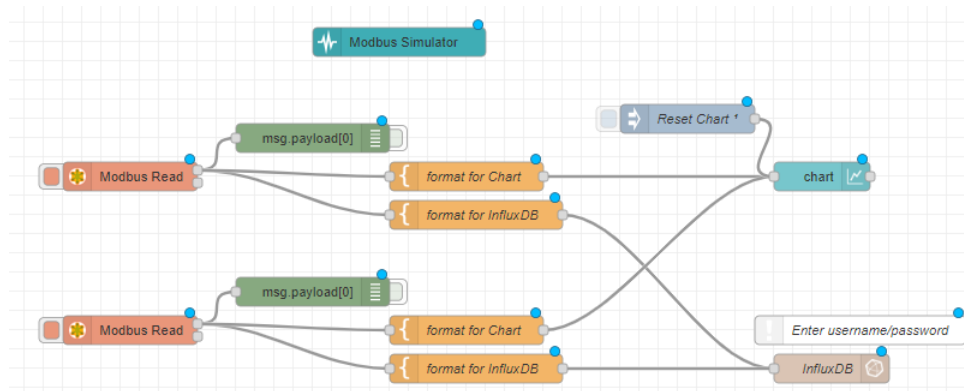 Modbus Simulator
Reset Chart *
msg.payload[0]
Modbus Read
format for Chart
chart
format for InfluxDB
msg.payload[0]
Modbus Read
format for Chart
Enter username/password
format for InfluxDB
InfluxDB